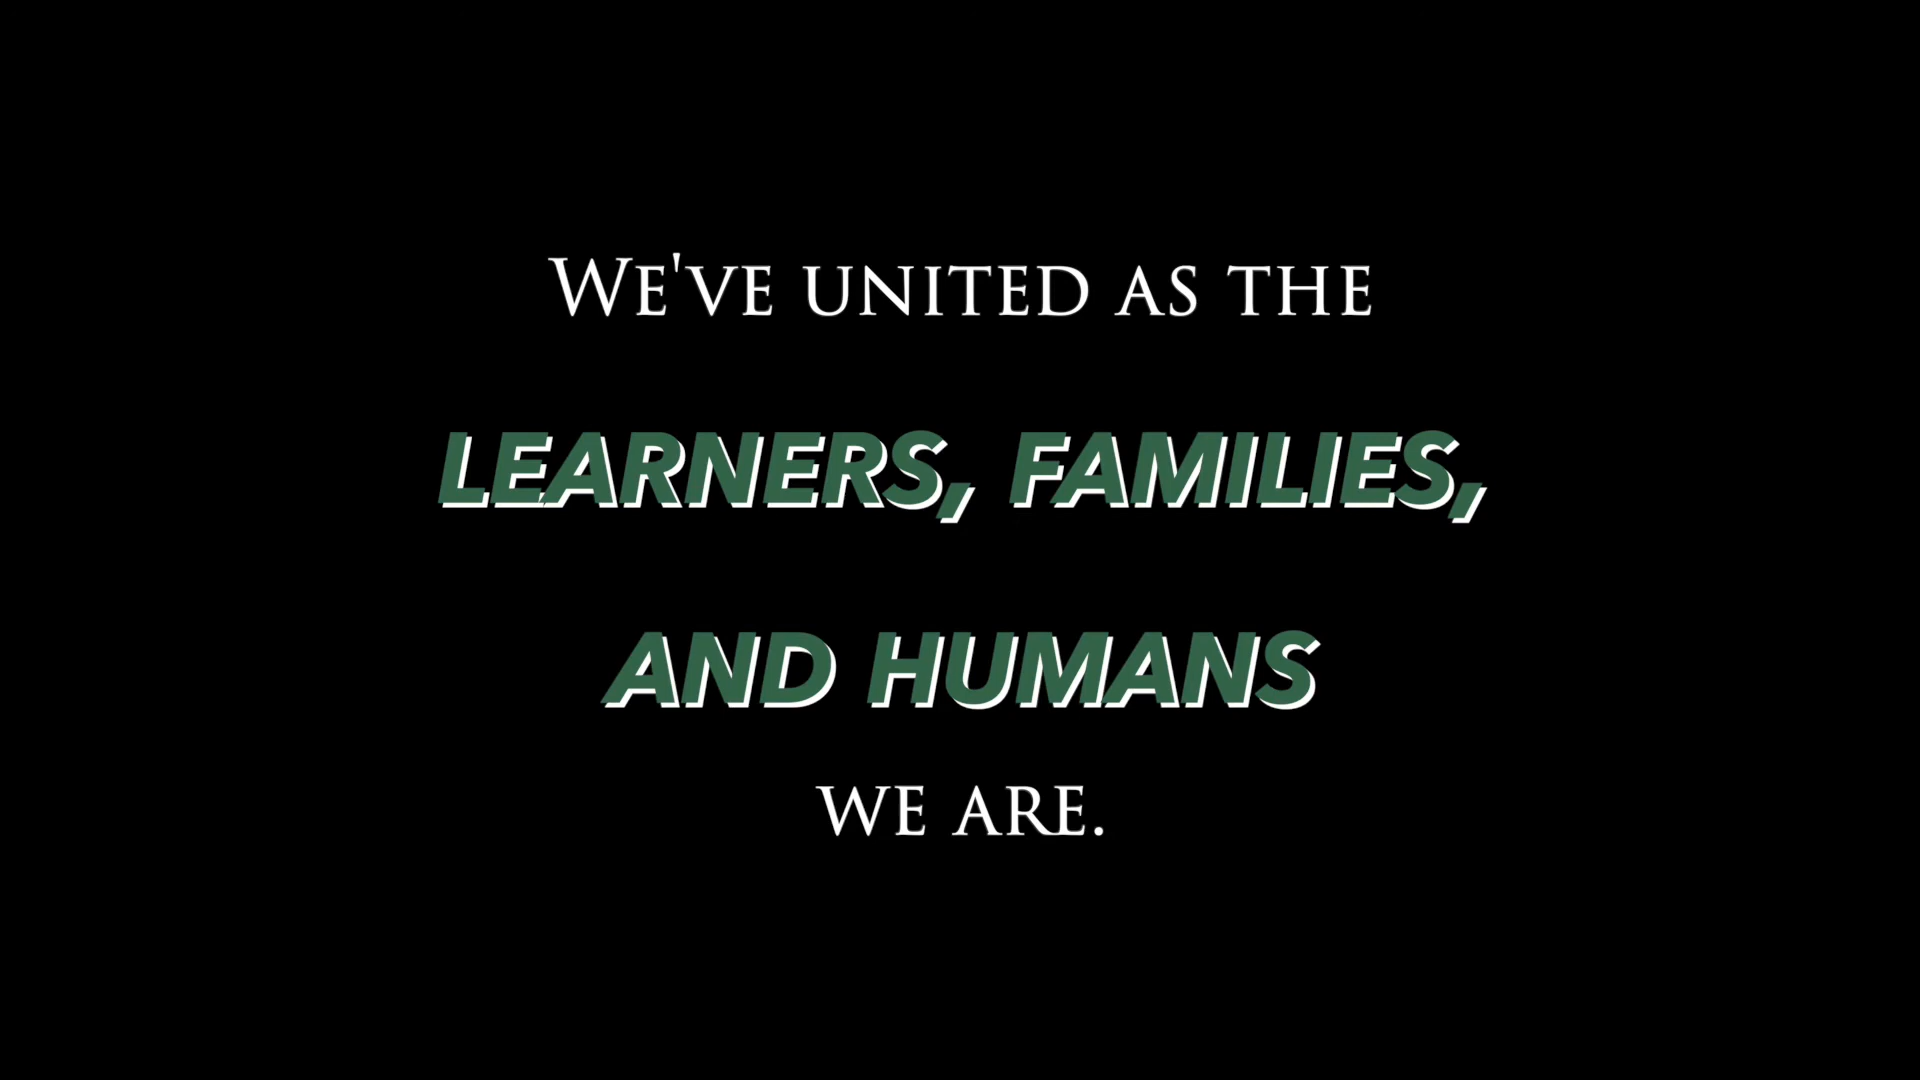 We've united as the
LEARNERS, FAMILIES,
AND HUMANS
we are.